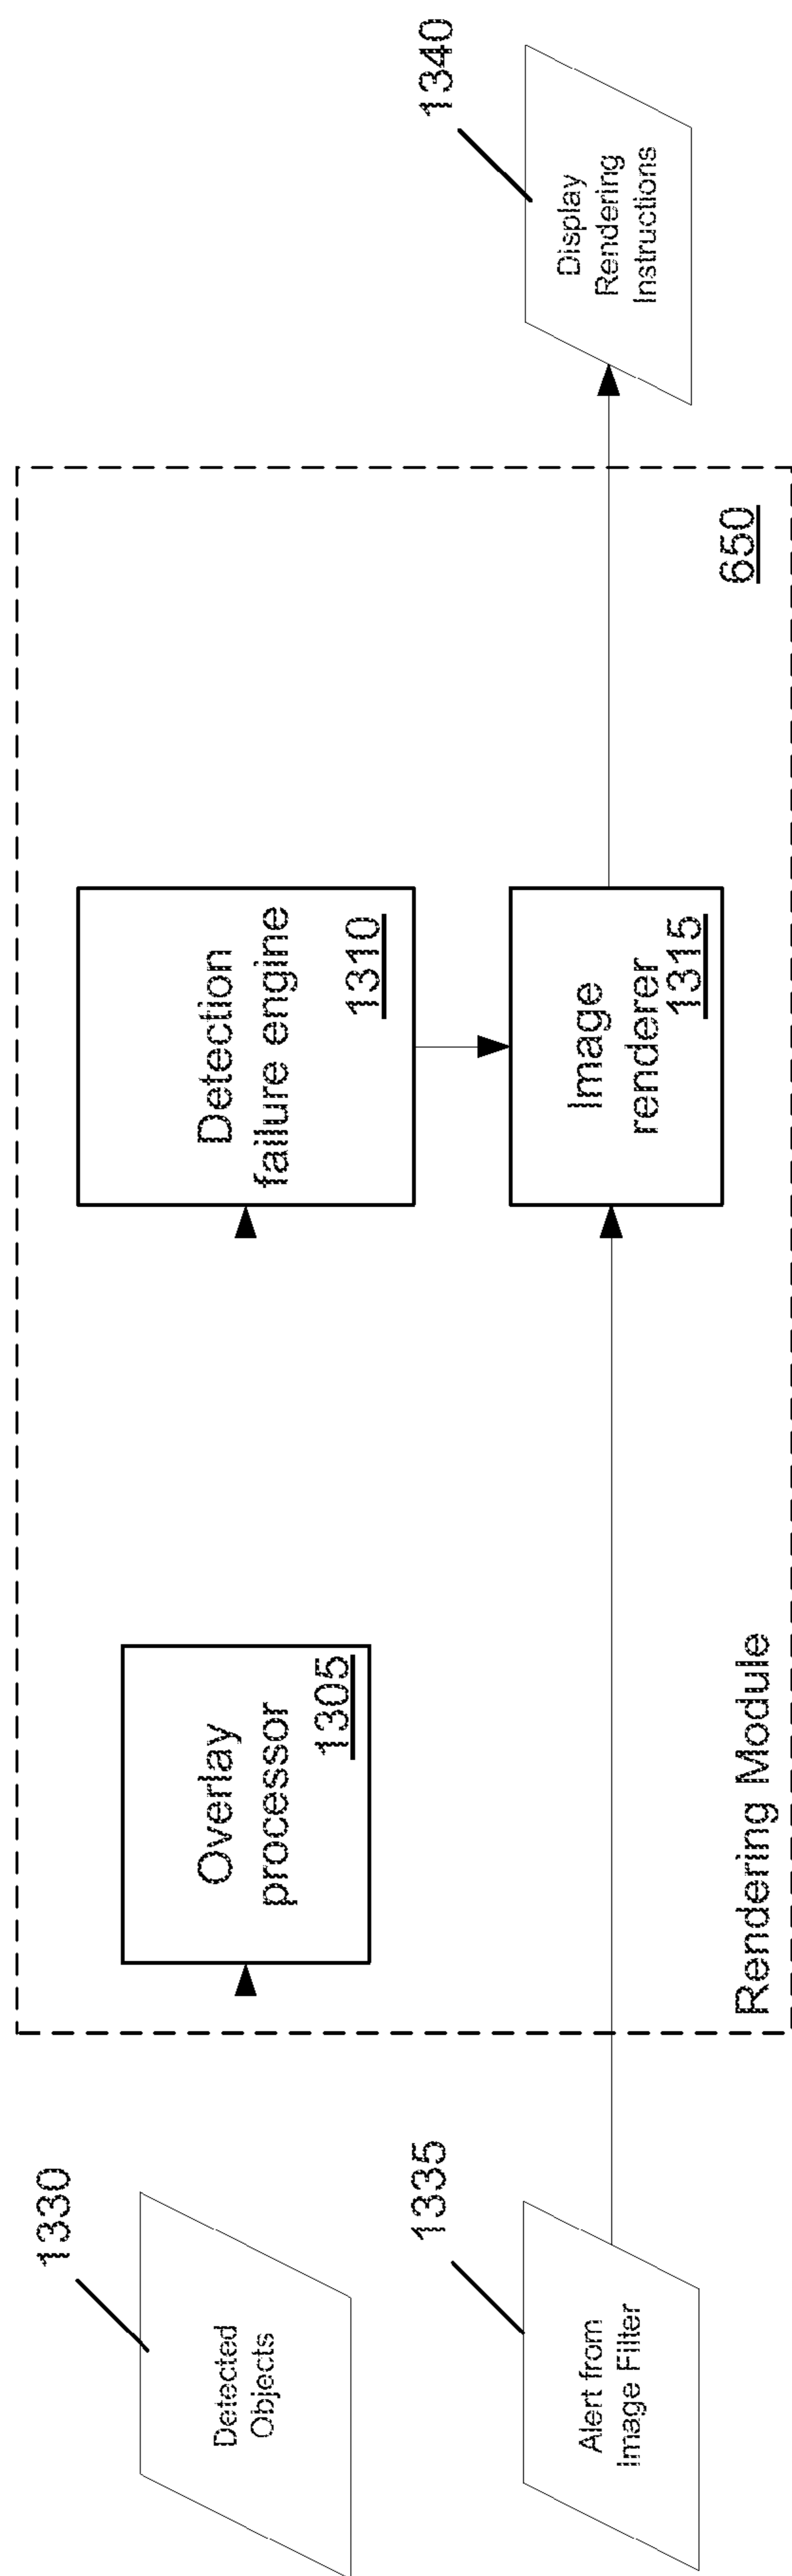 1330
Detected
Objects
1335
Alert from
Image Filter
Overlay
processor
1305
Detection
failure engine
1310
Image
renderer
1315
Rendering Module
650
1340
Display
Rendering
Instructions